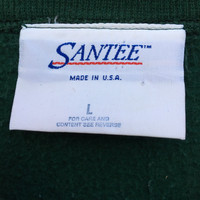 SANTEE™
MADE IN U.S.A.
L
FOR CARE AND
CONTENT SEE REVERSE